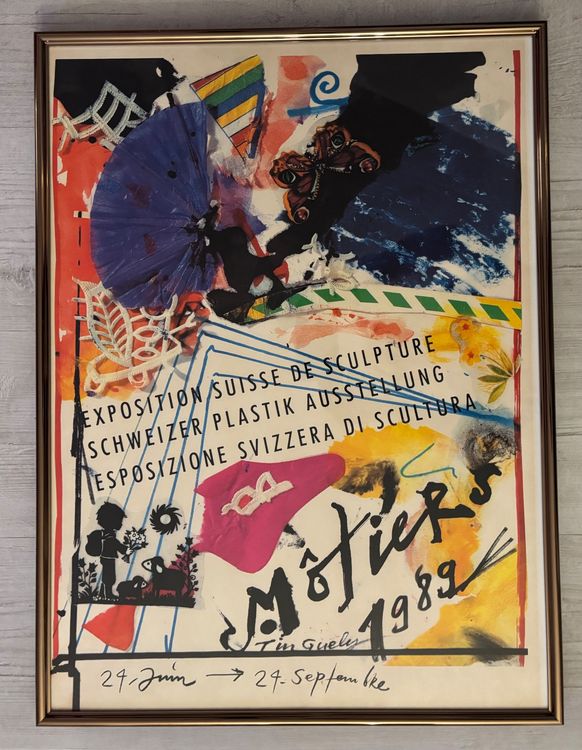 EXPOSITION SUISSE DE SCULPTURE
SCHWEIZER PLASTIK AUSSTELLUNG
ESPOSIZIONE SVIZZERA DI SCULTURA
Môtiers
1989
Tinguely
24. Juin → 24. Septembre